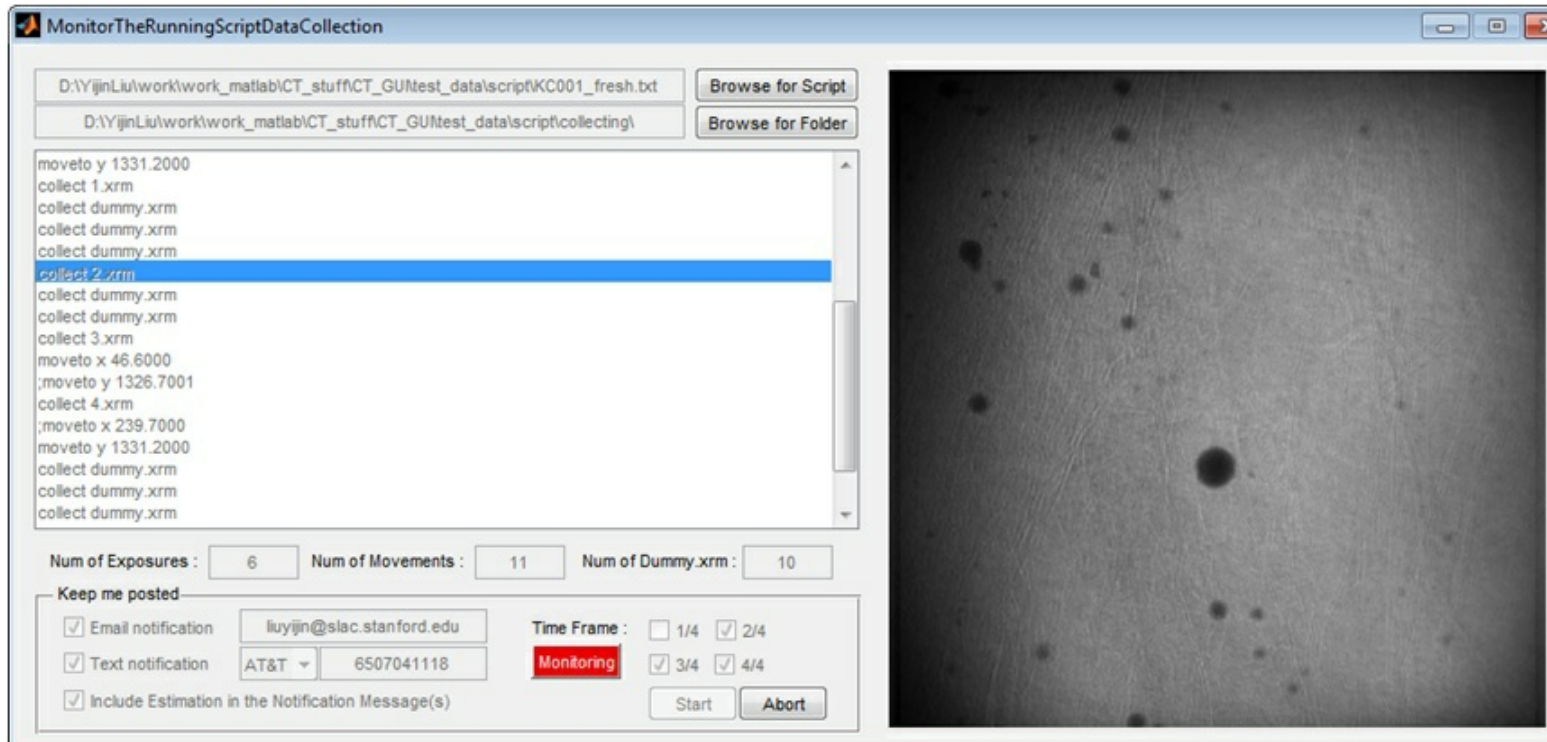 MonitorTheRunningScriptDataCollection
D:\YijinLiu\work\work_matlab\CT_stuff\CT_GUI\test_data\script\KC001_fresh.txt Browse for Script
D:\YijinLiu\work\work_matlab\CT_stuff\CT_GUI\test_data\script\collecting\ Browse for Folder
moveto y 1331.2000
collect 1.xrm
collect dummy.xrm
collect dummy.xrm
collect dummy.xrm
collect 2.xrm
collect dummy.xrm
collect dummy.xrm
collect 3.xrm
moveto x 46.6000
;moveto y 1326.7001
collect 4.xrm
;moveto x 239.7000
moveto y 1331.2000
collect dummy.xrm
collect dummy.xrm
collect dummy.xrm
Num of Exposures : 6 Num of Movements : 11 Num of Dummy.xrm : 10
Keep me posted
Email notification liuyijin@slac.stanford.edu Time Frame : 1/4 2/4
Text notification AT&T 6507041118 Monitoring 3/4 4/4
Include Estimation in the Notification Message(s) Start Abort